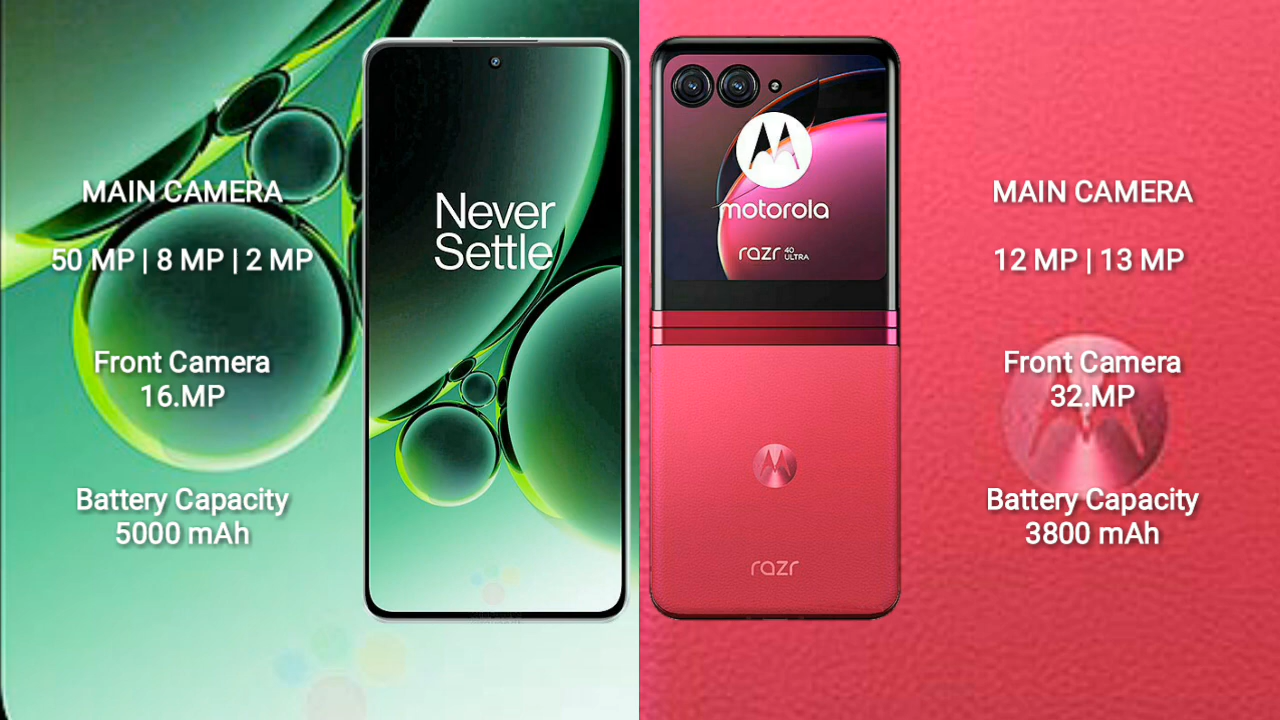 MAIN CAMERA
50 MP | 8 MP | 2 MP
Front Camera
16.MP
Battery Capacity
5000 mAh
Never
Settle
motorola
razr 40
ULTRA
razr
MAIN CAMERA
12 MP | 13 MP
Front Camera
32.MP
Battery Capacity
3800 mAh